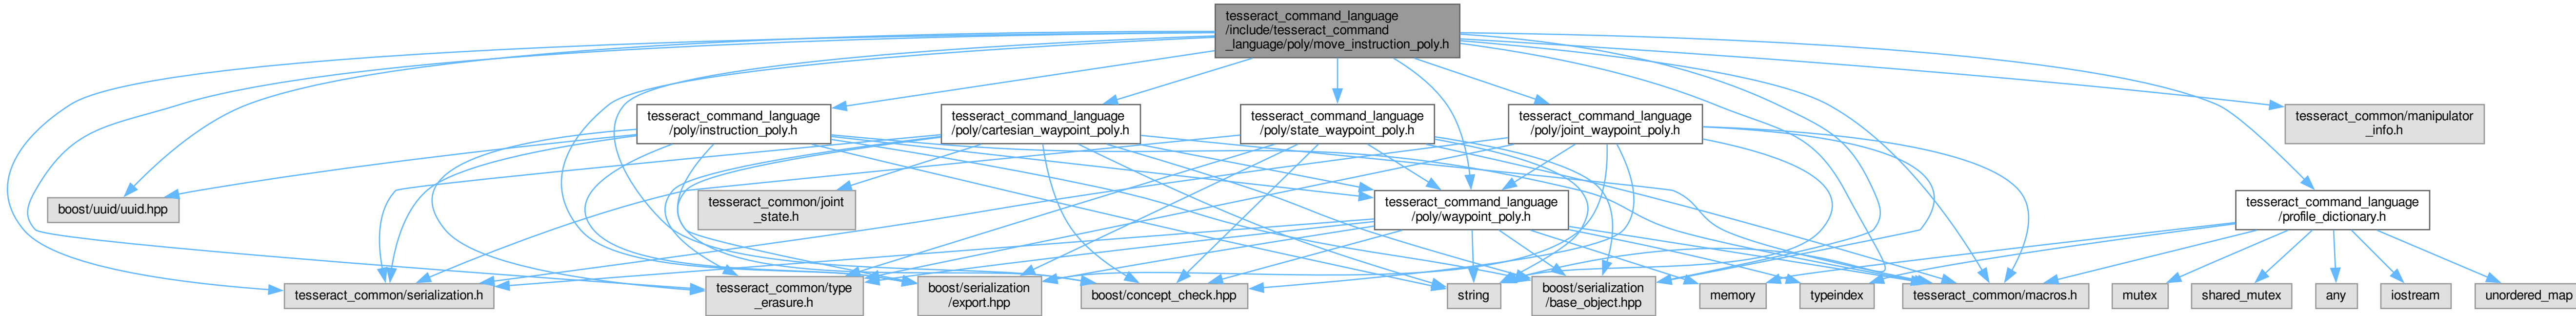 tesseract_command_language
/include/tesseract_command
_language/poly/move_instruction_poly.h
tesseract_command_language
/poly/instruction_poly.h
tesseract_command_language
/poly/cartesian_waypoint_poly.h
tesseract_command_language
/poly/state_waypoint_poly.h
tesseract_command_language
/poly/joint_waypoint_poly.h
tesseract_common/manipulator
_info.h
boost/uuid/uuid.hpp
tesseract_common/joint
_state.h
tesseract_command_language
/poly/waypoint_poly.h
tesseract_command_language
/profile_dictionary.h
tesseract_common/serialization.h
tesseract_common/type
_erasure.h
boost/serialization
/export.hpp
boost/concept_check.hpp
string
boost/serialization
/base_object.hpp
memory
typeindex
tesseract_common/macros.h
mutex
shared_mutex
any
iostream
unordered_map